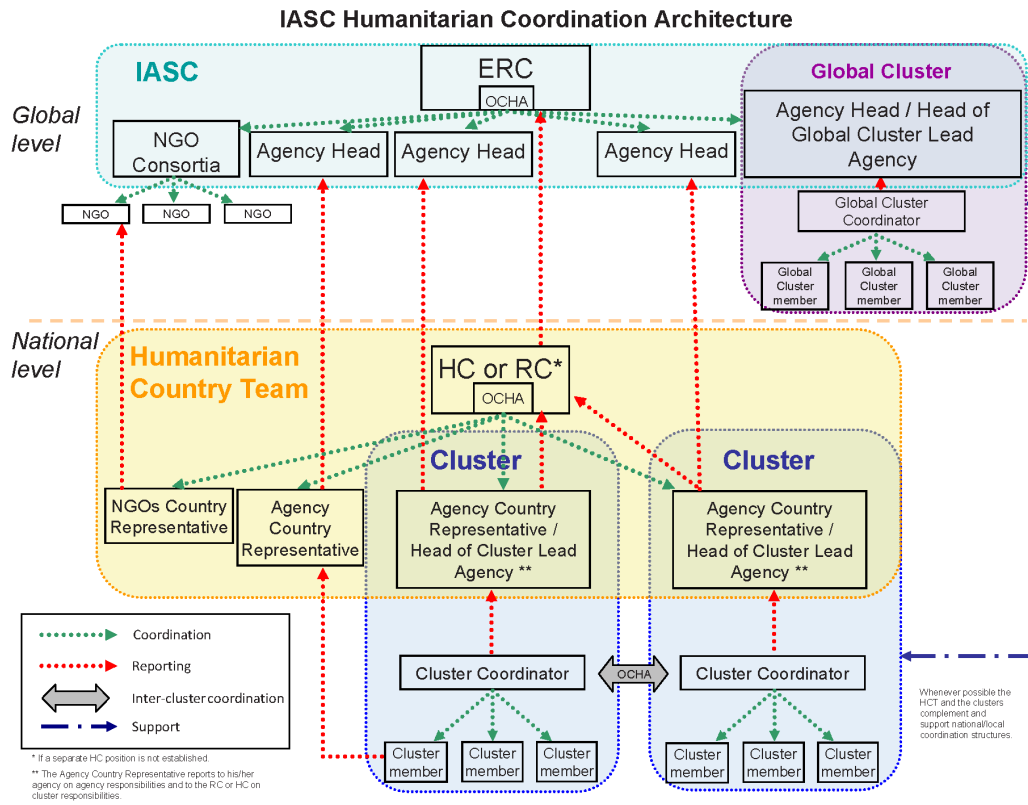 IASC Humanitarian Coordination Architecture
Global
level
IASC
ERC
OCHA
NGO
Consortia
Agency Head
Agency Head
Agency Head
NGO
NGO
NGO
Global Cluster
Agency Head / Head of
Global Cluster Lead
Agency
Global Cluster
Coordinator
Global
Cluster
member
Global
Cluster
member
Global
Cluster
member
National
level
Humanitarian
Country Team
HC or RC*
OCHA
Cluster
Cluster
NGOs Country
Representative
Agency
Country
Representative
Agency Country
Representative /
Head of Cluster Lead
Agency **
Agency Country
Representative /
Head of Cluster Lead
Agency **
Cluster Coordinator
OCHA
Cluster Coordinator
Cluster
member
Cluster
member
Cluster
member
Cluster
member
Cluster
member
Cluster
member
Coordination
Reporting
Inter-cluster coordination
Support
* If a separate HC position is not established.
** The Agency Country Representative reports to his/her
agency on agency responsibilities and to the RC or HC on
cluster responsibilities.
Whenever possible the
HCT and the clusters
complement and
support national/local
coordination structures.